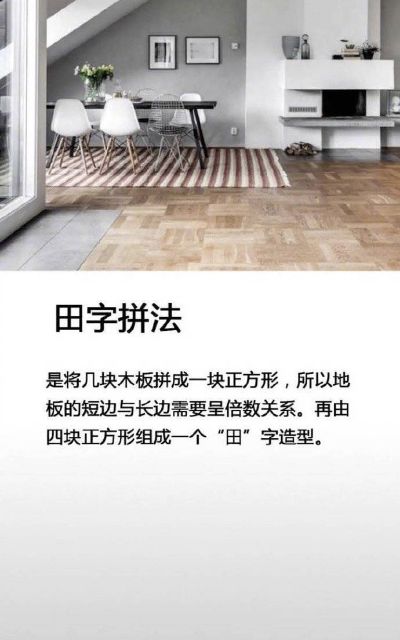 田字拼法
是将几块木板拼成一块正方形，所以地
板的短边与长边需要呈倍数关系。再由
四块正方形组成一个“田”字造型。